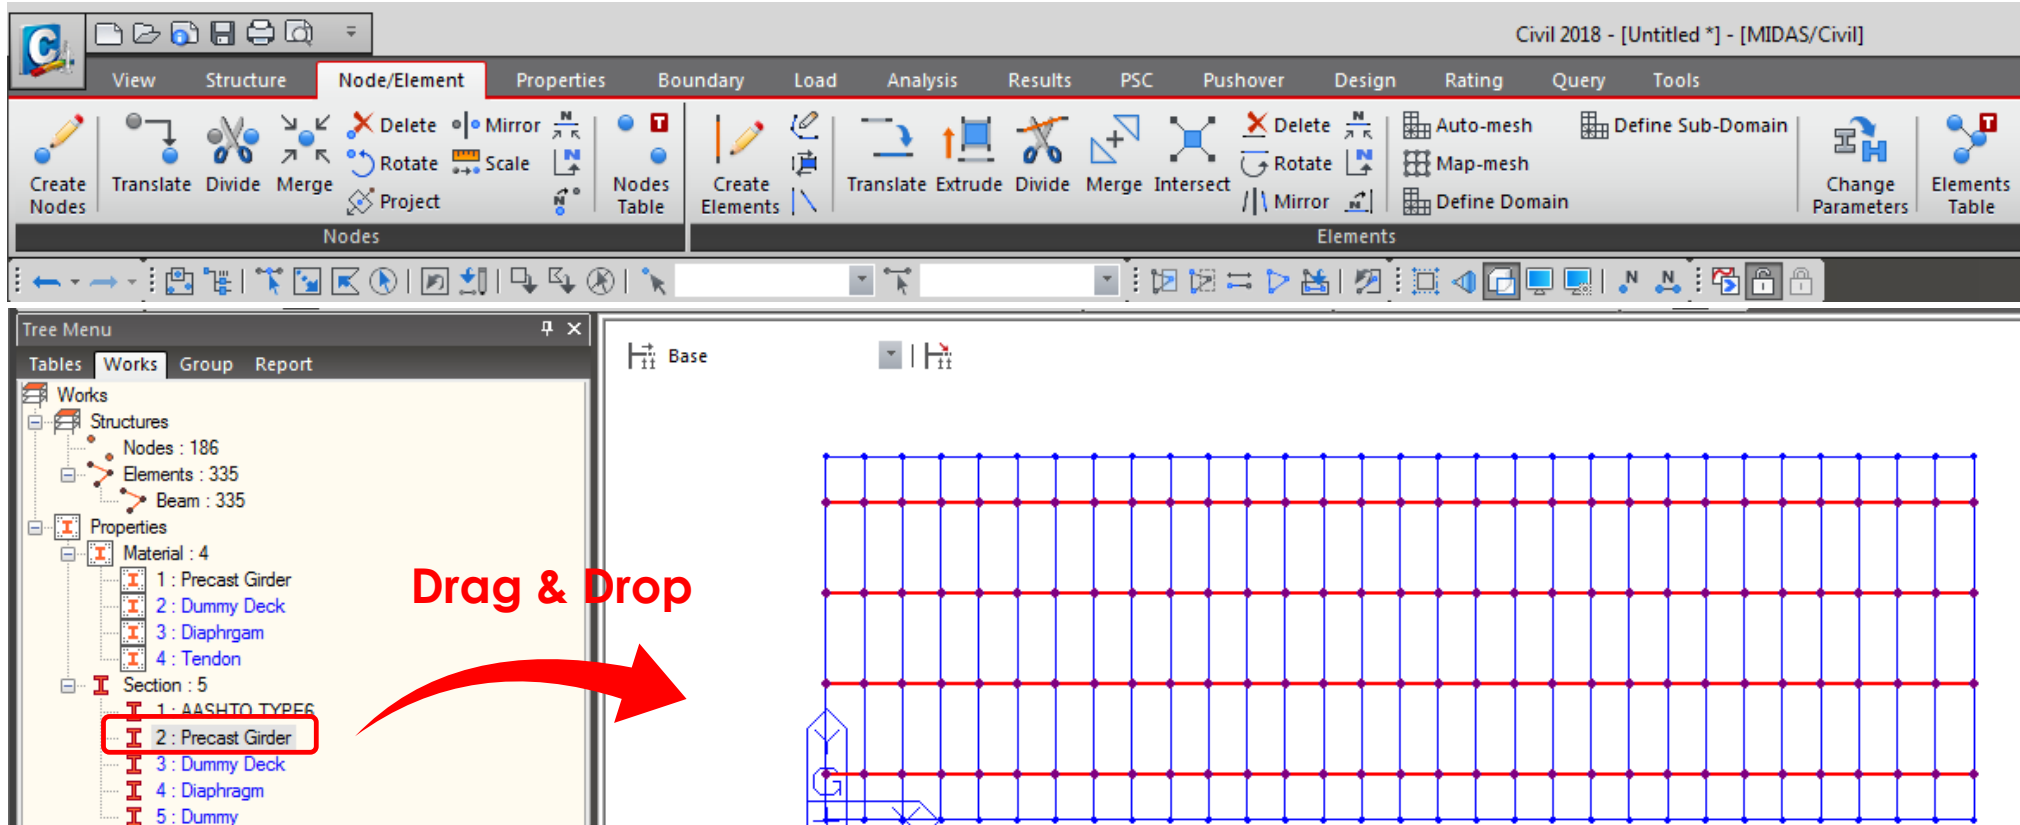 Civil 2018 - [Untitled *] - [MIDAS/Civil]
View Structure Node/Element Properties Boundary Load Analysis Results PSC Pushover Design Rating Query Tools
Create Nodes
Translate
Divide
Merge
Delete
Rotate
Project
Mirror
Scale
Nodes Table
Create Elements
Translate
Extrude
Divide
Merge
Intersect
Delete
Rotate
Mirror
Auto-mesh
Map-mesh
Define Domain
Define Sub-Domain
Change Parameters
Elements Table
Nodes
Elements
Tree Menu
Tables Works Group Report
Works
Structures
Nodes : 186
Elements : 335
Beam : 335
Properties
Material : 4
1 : Precast Girder
2 : Dummy Deck
3 : Diaphrgam
4 : Tendon
Section : 5
1 : AASHTO TYPE6
2 : Precast Girder
3 : Dummy Deck
4 : Diaphragm
5 : Dummy
Base
Drag & Drop